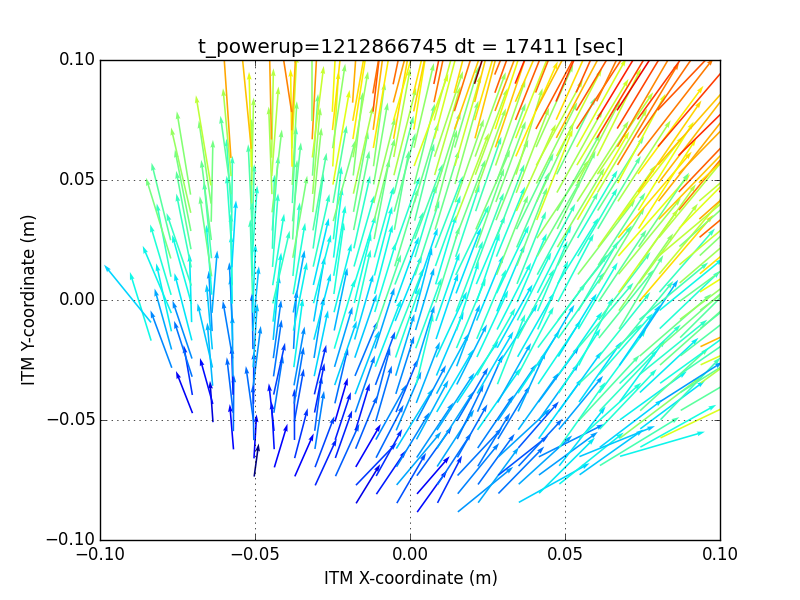 t_powerup=1212866745 dt = 17411 [sec]
0.10
0.05
0.00
−0.05
−0.10
ITM Y-coordinate (m)
−0.10 −0.05 0.00 0.05 0.10
ITM X-coordinate (m)